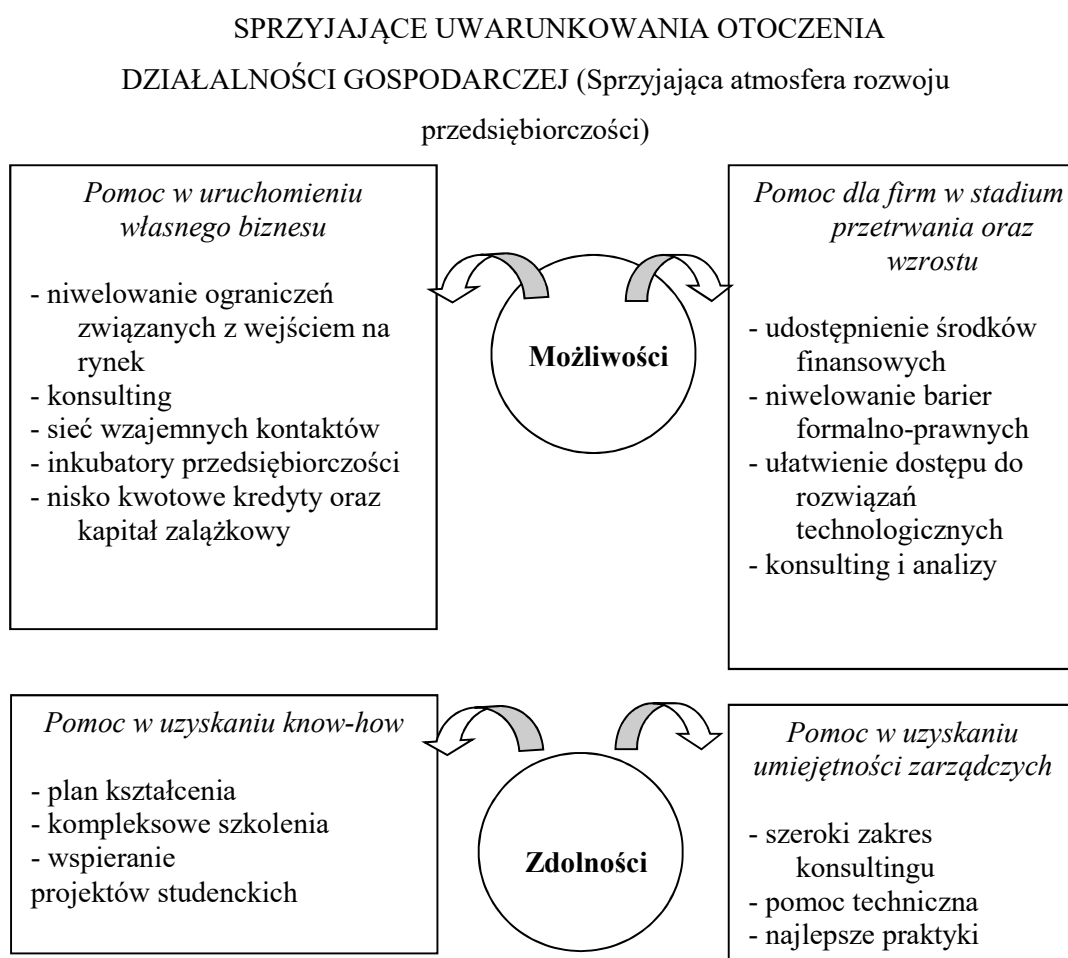 SPRZYJAJĄCE UWARUNKOWANIA OTOCZENIA
DZIAŁALNOŚCI GOSPODARCZEJ (Sprzyjająca atmosfera rozwoju
przedsiębiorczości)
Pomoc w uruchomieniu
własnego biznesu
- niwelowanie ograniczeń
związanych z wejściem na
rynek
- konsulting
- sieć wzajemnych kontaktów
- inkubatory przedsiębiorczości
- nisko kwotowe kredyty oraz
kapitał zalążkowy
Możliwości
Pomoc dla firm w stadium
przetrwania oraz
wzrostu
- udostępnienie środków
finansowych
- niwelowanie barier
formalno-prawnych
- ułatwienie dostępu do
rozwiązań
technologicznych
- konsulting i analizy
Pomoc w uzyskaniu know-how
- plan kształcenia
- kompleksowe szkolenia
- wspieranie
projektów studenckich
Zdolności
Pomoc w uzyskaniu
umiejętności zarządczych
- szeroki zakres
konsultingu
- pomoc techniczna
- najlepsze praktyki